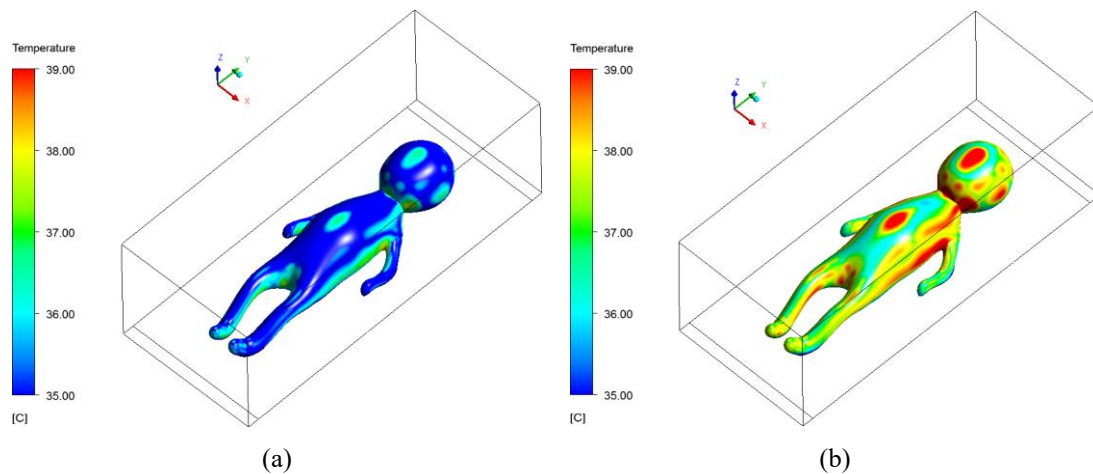 Temperature
39.00
38.00
37.00
36.00
35.00
[C]
Z
Y
X
(a)
Temperature
39.00
38.00
37.00
36.00
35.00
[C]
Z
Y
X
(b)